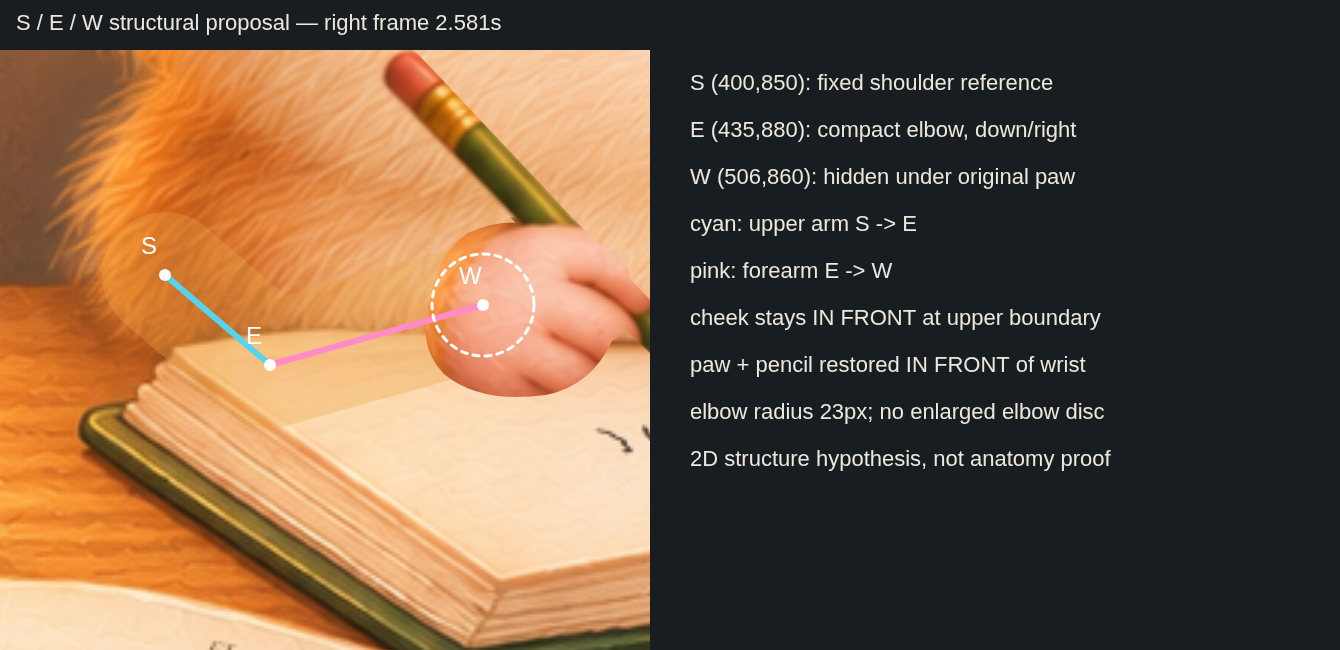 S / E / W structural proposal — right frame 2.581s
S (400,850): fixed shoulder reference
E (435,880): compact elbow, down/right
W (506,860): hidden under original paw
cyan: upper arm S -> E
pink: forearm E -> W
cheek stays IN FRONT at upper boundary
paw + pencil restored IN FRONT of wrist
elbow radius 23px; no enlarged elbow disc
2D structure hypothesis, not anatomy proof
S
W
E